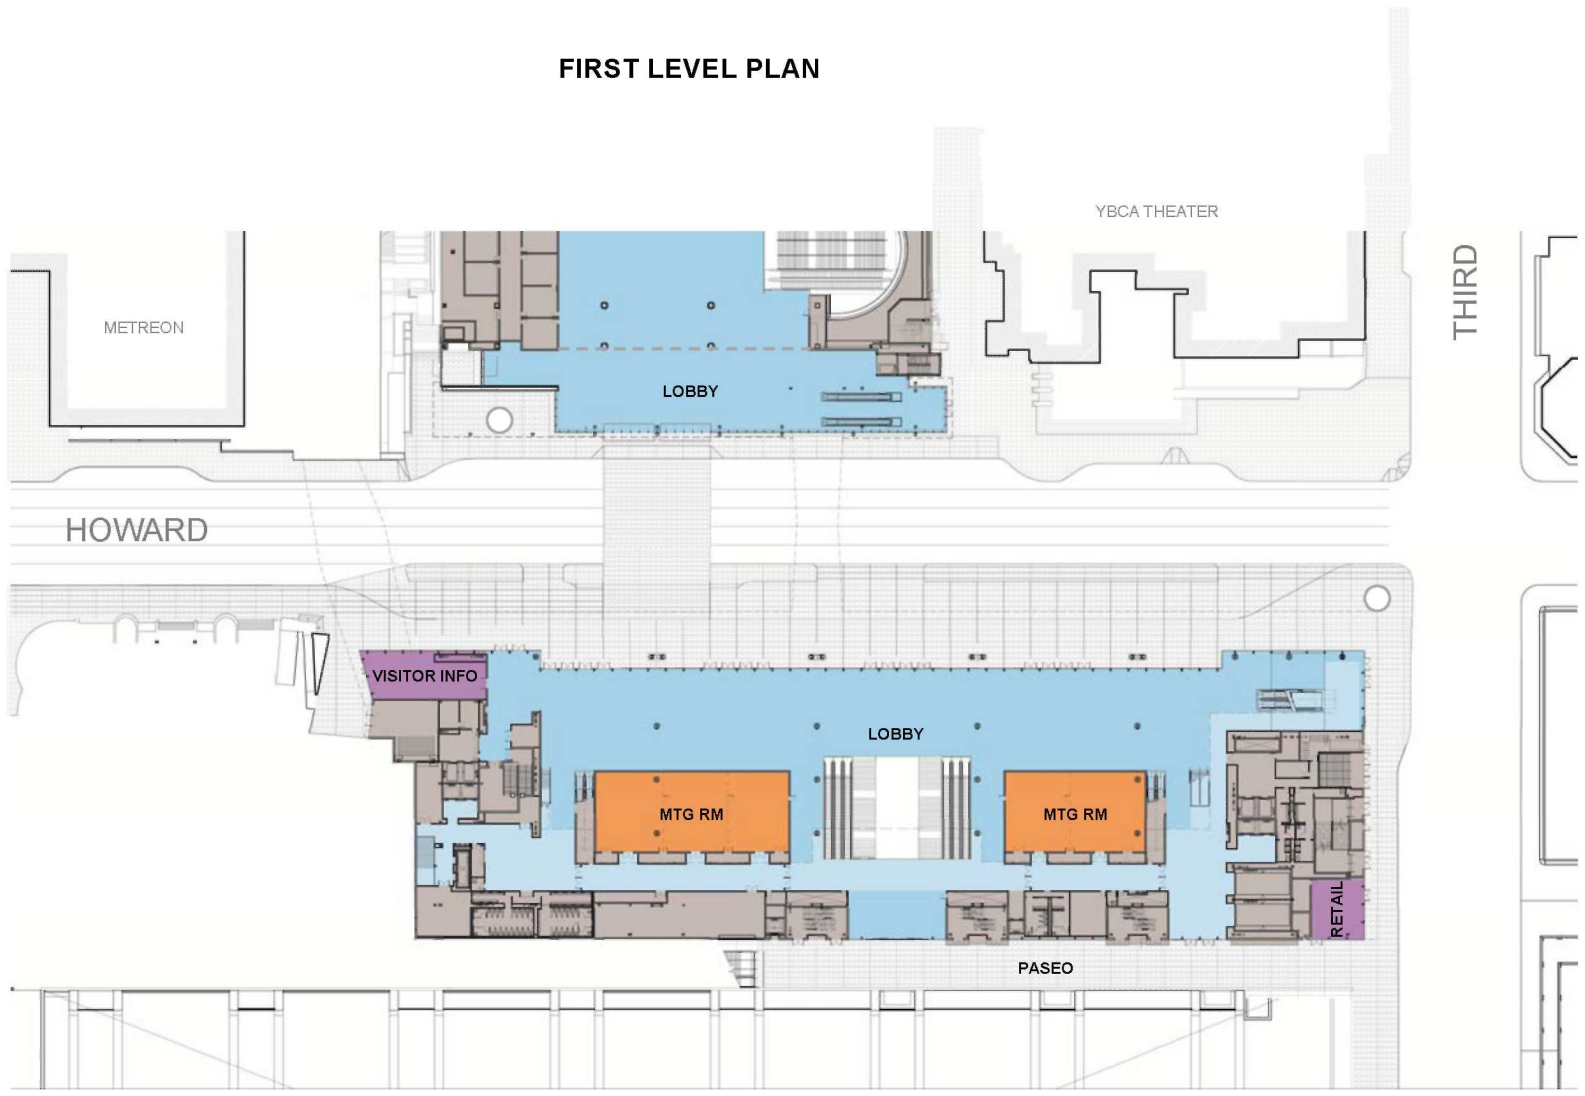 FIRST LEVEL PLAN
YBCA THEATER
THIRD
METREON
LOBBY
HOWARD
VISITOR INFO
LOBBY
MTG RM
MTG RM
RETAIL
PASEO